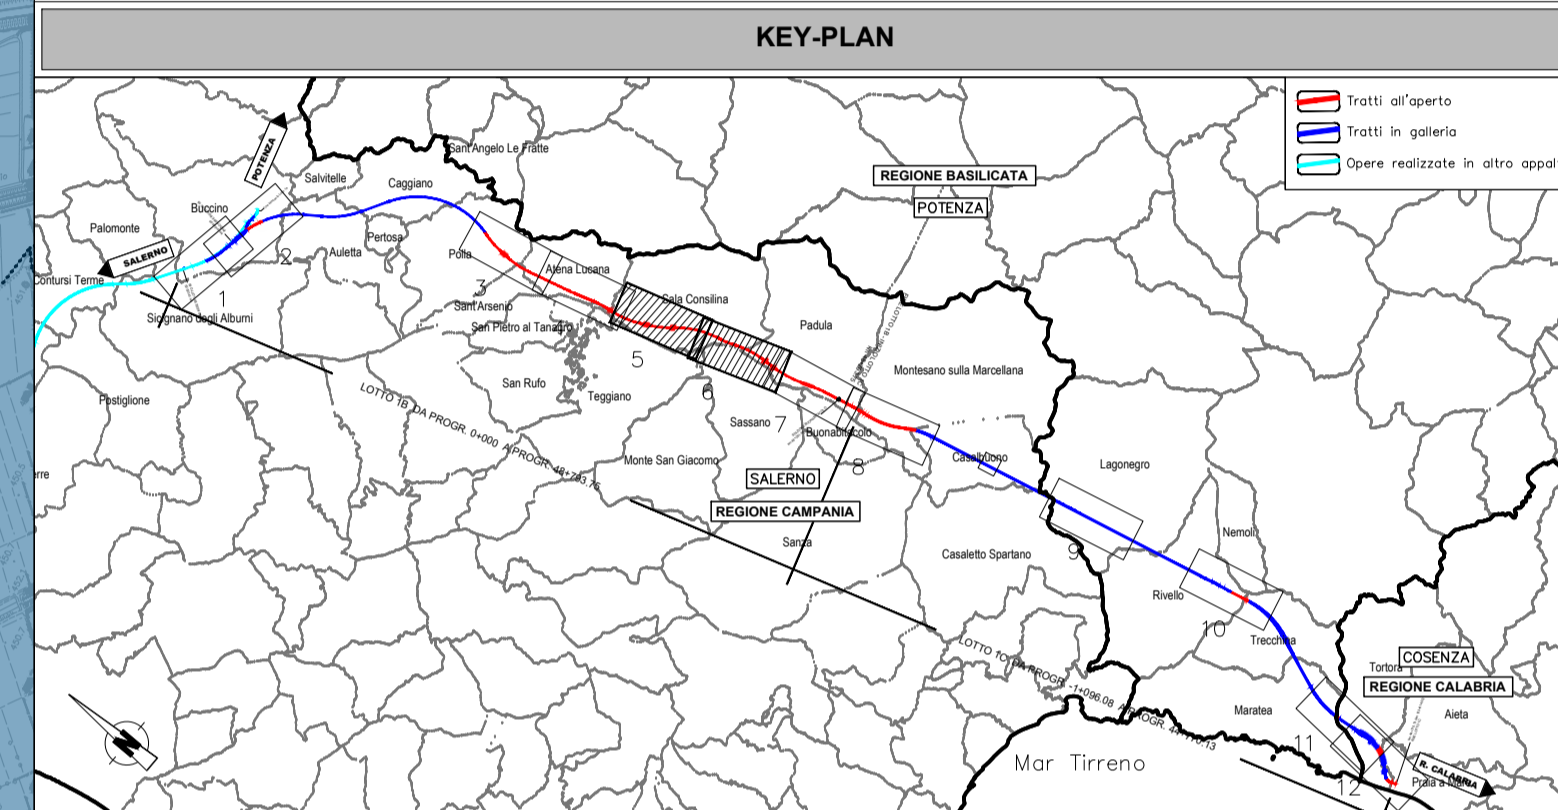 KEY-PLAN
Tratti all'aperto
Tratti in galleria
Opere realizzate in altro appal
POTENZA
Sant'Angelo Le Fratte
Salvitelle
Caggiano
REGIONE BASILICATA
POTENZA
Buccino
Palomonte
Pertosa
SALERNO
Auletta
Polla
2
Atena Lucana
Contursi Terme
3
1
Sala Consilina
Sant'Arsenio
Sicignano degli Alburni
San Pietro al Tanagro
Padula
5
Montesano sulla Marcellana
San Rufo
Teggiano
6
Postiglione
LOTTO 1B DA PROGR. 0+000 A PROGR. 48+793.75
Sassano
7
Buonabitacolo
Monte San Giacomo
8
Casalbuono
Lagonegro
SALERNO
REGIONE CAMPANIA
Sanza
Nemoli
9
Casaletto Spartano
Rivello
10
Trecchina
LOTTO 1C DA PROGR. -1+096.08 A PROGR.
COSENZA
Tortora
REGIONE CALABRIA
Maratea
Aieta
11
Mar Tirreno
N
R. CALABRIA
12